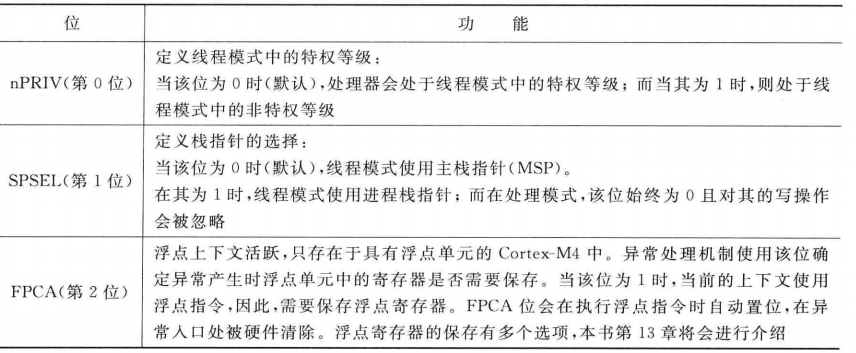 位 功 能
定义线程模式中的特权等级：
nPRIV(第 0 位) 当该位为 0 时(默认),处理器会处于线程模式中的特权等级；而当其为 1 时,则处于线
程模式中的非特权等级
定义栈指针的选择：
当该位为 0 时(默认),线程模式使用主栈指针(MSP)。
SPSEL(第 1 位)
在其为 1 时,线程模式使用进程栈指针；而在处理模式,该位始终为 0 且对其的写操作
会被忽略
浮点上下文活跃,只存在于具有浮点单元的 Cortex-M4 中。异常处理机制使用该位确
定异常产生时浮点单元中的寄存器是否需要保存。当该位为 1 时,当前的上下文使用
FPCA(第 2 位) 浮点指令,因此,需要保存浮点寄存器。FPCA 位会在执行浮点指令时自动置位,在异
常入口处被硬件清除。浮点寄存器的保存有多个选项,本书第 13 章将会进行介绍